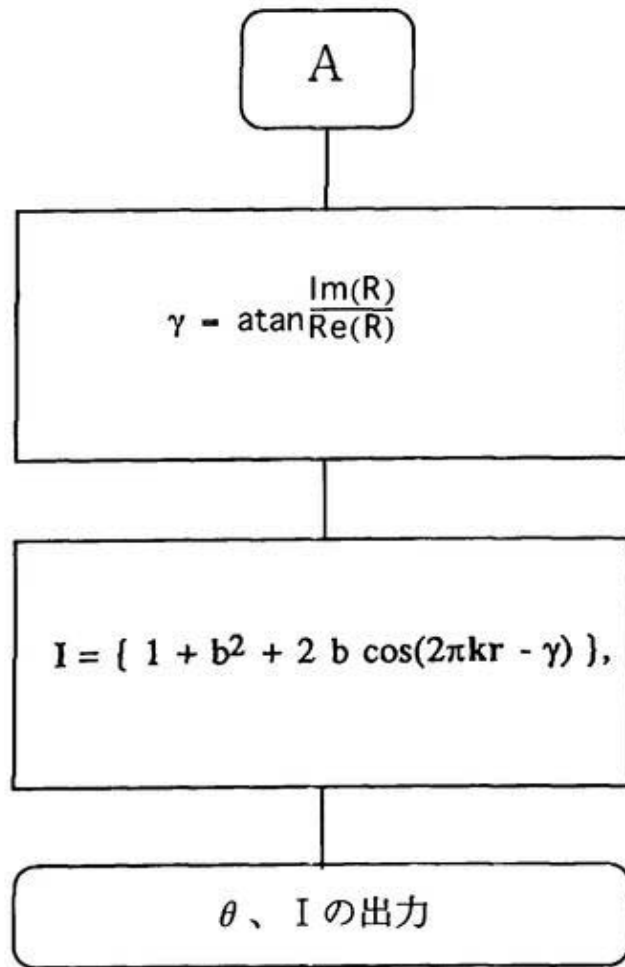 A
γ = atan Im(R)/Re(R)
I = { 1 + b² + 2 b cos(2πkr - γ) },
θ、Iの出力